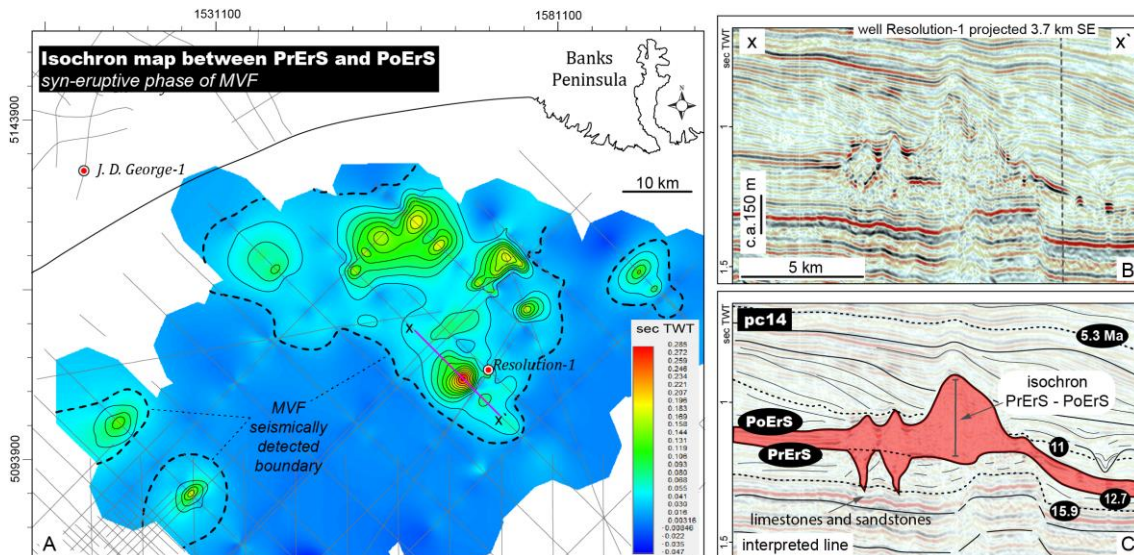 1531100
1581100
Isochron map between PrErS and PoErS
syn-eruptive phase of MVF
Banks
Peninsula
5143900
J. D. George-1
10 km
x
Resolution-1
x`
MVF
seismically
detected
boundary
5093900
sec TWT
0.285
0.272
0.259
0.246
0.234
0.221
0.207
0.196
0.183
0.169
0.158
0.144
0.131
0.119
0.106
0.093
0.080
0.068
0.055
0.041
0.030
0.016
0.00316
-0.00846
-0.022
-0.035
-0.047
A
sec TWT
x
well Resolution-1 projected 3.7 km SE
x`
1
c.a.150 m
1.5
5 km
B
sec TWT
pc14
5.3 Ma
1
isochron
PrErS - PoErS
PoErS
PrErS
11
12.7
15.9
limestones and sandstones
1.5
interpreted line
C